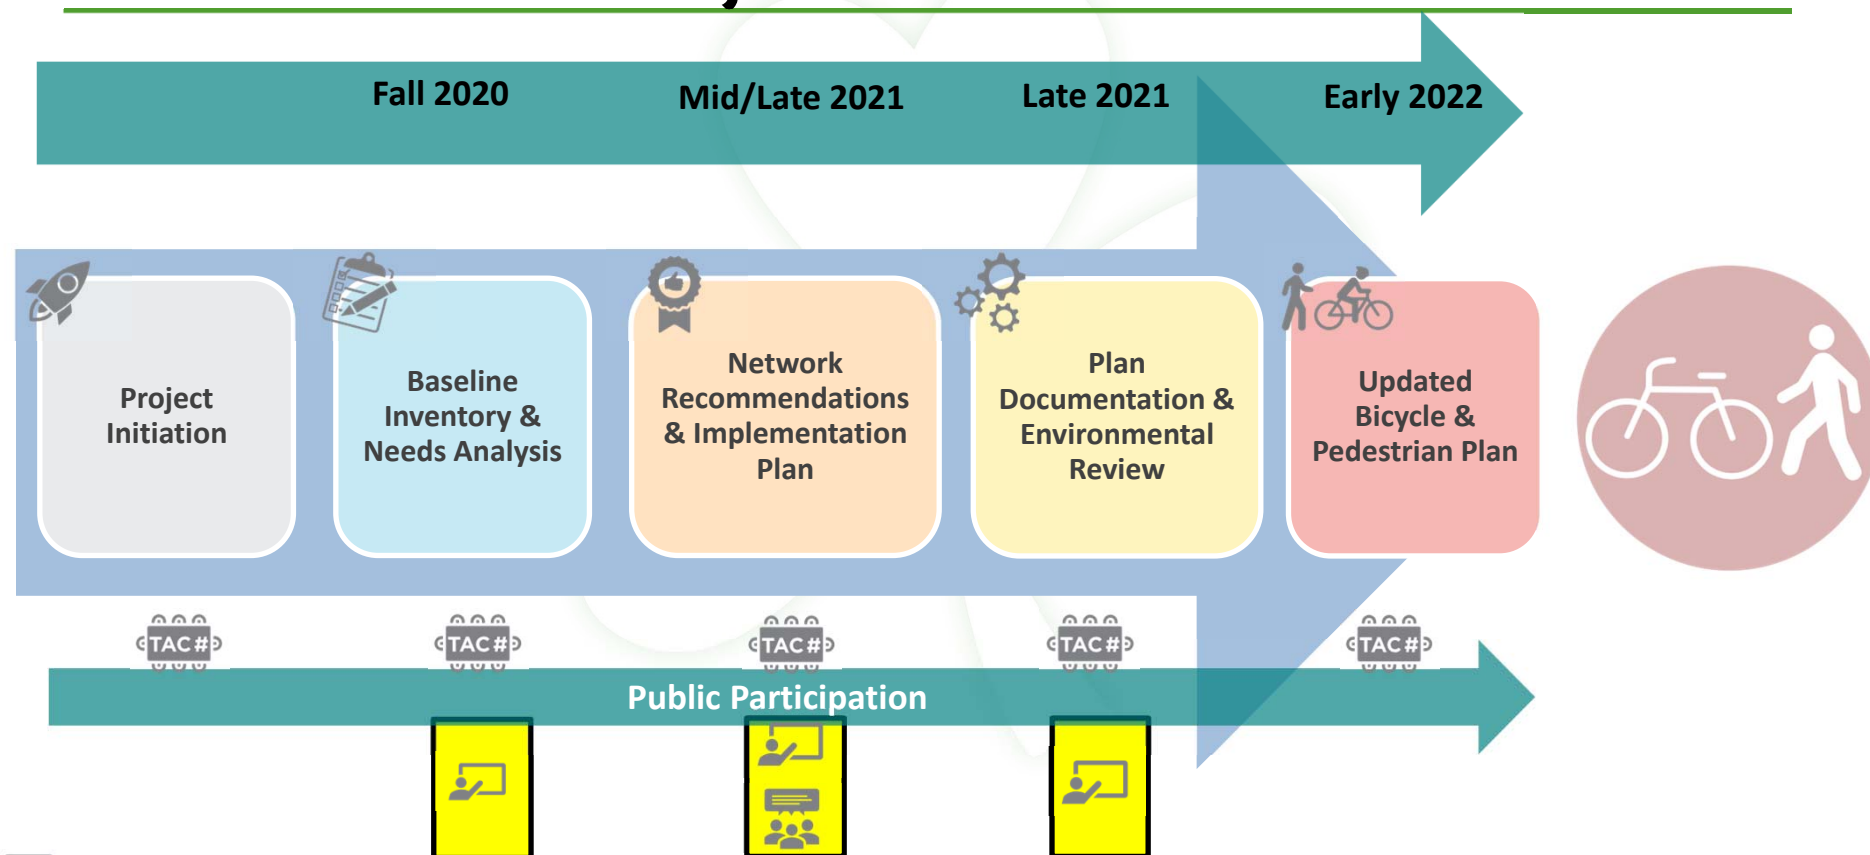 Fall 2020
Mid/Late 2021
Late 2021
Early 2022
Project
Initiation
Baseline
Inventory &
Needs Analysis
Network
Recommendations
& Implementation
Plan
Plan
Documentation &
Environmental
Review
Updated
Bicycle &
Pedestrian Plan
TAC #
TAC #
TAC #
TAC #
TAC #
Public Participation